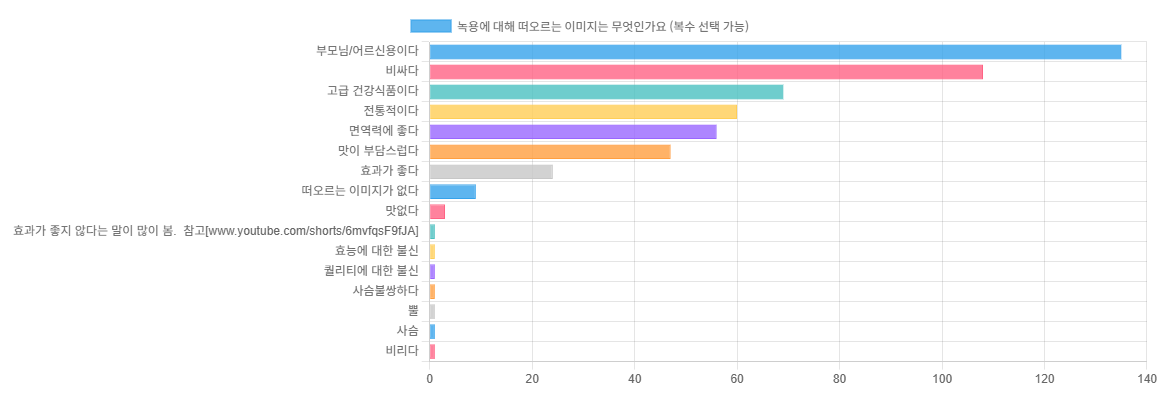 녹용에 대해 떠오르는 이미지는 무엇인가요 (복수 선택 가능)
부모님/어르신용이다
비싸다
고급 건강식품이다
전통적이다
면역력에 좋다
맛이 부담스럽다
효과가 좋다
떠오르는 이미지가 없다
맛없다
효과가 좋지 않다는 말이 많이 봄.  참고[www.youtube.com/shorts/6mvfqsF9fJA]
효능에 대한 불신
퀄리티에 대한 불신
사슴불쌍하다
뿔
사슴
비리다
0 20 40 60 80 100 120 140